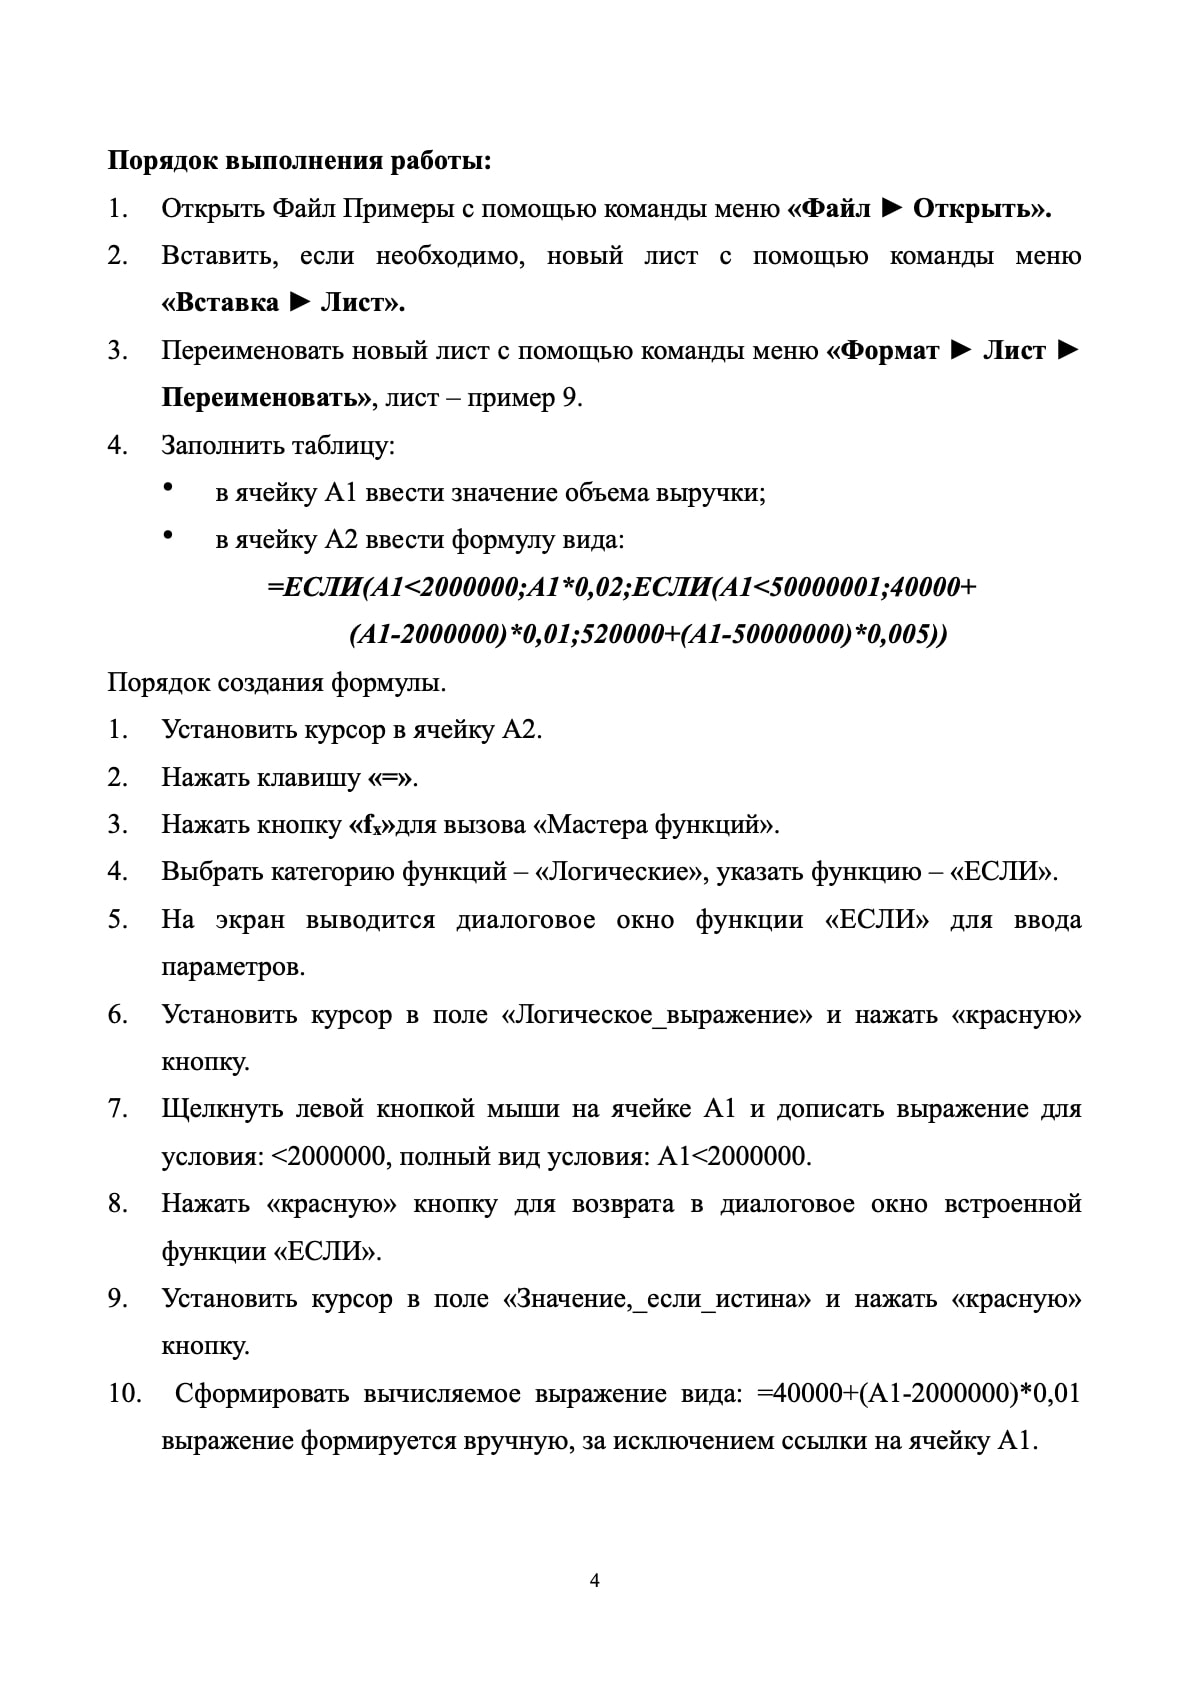 Порядок выполнения работы:
1. Открыть Файл Примеры с помощью команды меню «Файл ► Открыть».
2. Вставить, если необходимо, новый лист с помощью команды меню
«Вставка ► Лист».
3. Переименовать новый лист с помощью команды меню «Формат ► Лист ►
Переименовать», лист – пример 9.
4. Заполнить таблицу:
• в ячейку А1 ввести значение объема выручки;
• в ячейку А2 ввести формулу вида:
=ЕСЛИ(А1<2000000;А1*0,02;ЕСЛИ(А1<50000001;40000+
(А1-2000000)*0,01;520000+(А1-50000000)*0,005))
Порядок создания формулы.
1. Установить курсор в ячейку А2.
2. Нажать клавишу «=».
3. Нажать кнопку «fx»для вызова «Мастера функций».
4. Выбрать категорию функций – «Логические», указать функцию – «ЕСЛИ».
5. На экран выводится диалоговое окно функции «ЕСЛИ» для ввода
параметров.
6. Установить курсор в поле «Логическое_выражение» и нажать «красную»
кнопку.
7. Щелкнуть левой кнопкой мыши на ячейке А1 и дописать выражение для
условия: <2000000, полный вид условия: А1<2000000.
8. Нажать «красную» кнопку для возврата в диалоговое окно встроенной
функции «ЕСЛИ».
9. Установить курсор в поле «Значение,_если_истина» и нажать «красную»
кнопку.
10. Сформировать вычисляемое выражение вида: =40000+(А1-2000000)*0,01
выражение формируется вручную, за исключением ссылки на ячейку А1.
4